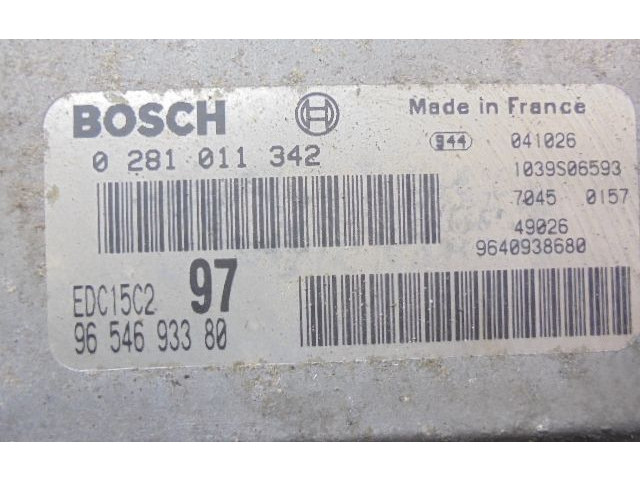 BOSCH
Made in France
0 281 011 342
944 041026
1039S06593
7045 0157
49026
9640938680
EDC15C2 97
96 546 933 80